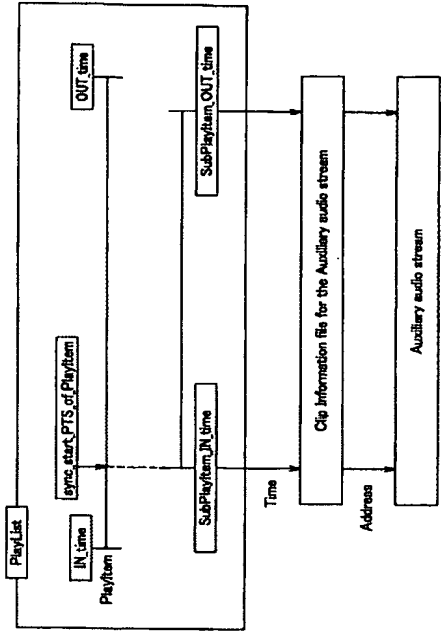 PlayList
IN_time
sync_start_PTS_of_PlayItem
OUT_time
PlayItem
SubPlayItem_IN_time
SubPlayItem_OUT_time
Time
Clip Information file for the Auxiliary audio stream
Address
Auxiliary audio stream